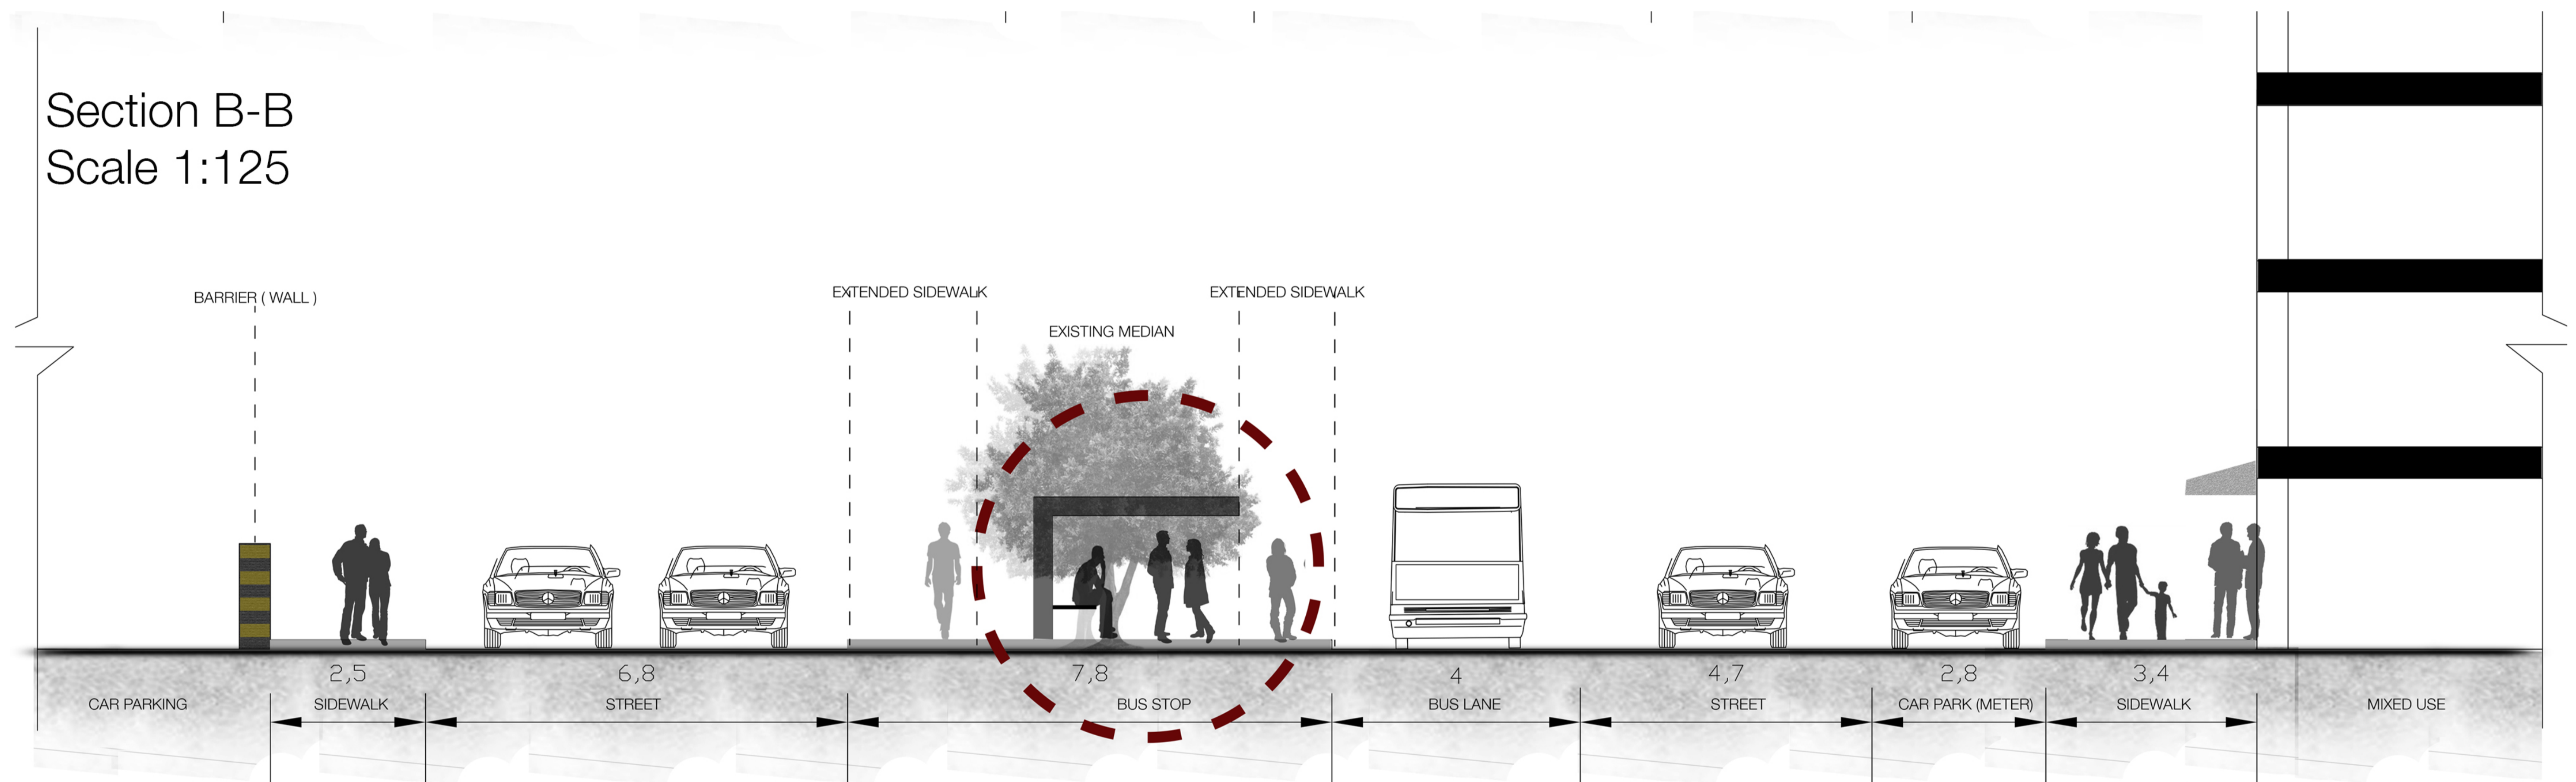 Section B-B
Scale 1:125
BARRIER ( WALL )
EXTENDED SIDEWALK
EXTENDED SIDEWALK
EXISTING MEDIAN
2,5
6,8
7,8
4
4,7
2,8
3,4
CAR PARKING
SIDEWALK
STREET
BUS STOP
BUS LANE
STREET
CAR PARK (METER)
SIDEWALK
MIXED USE